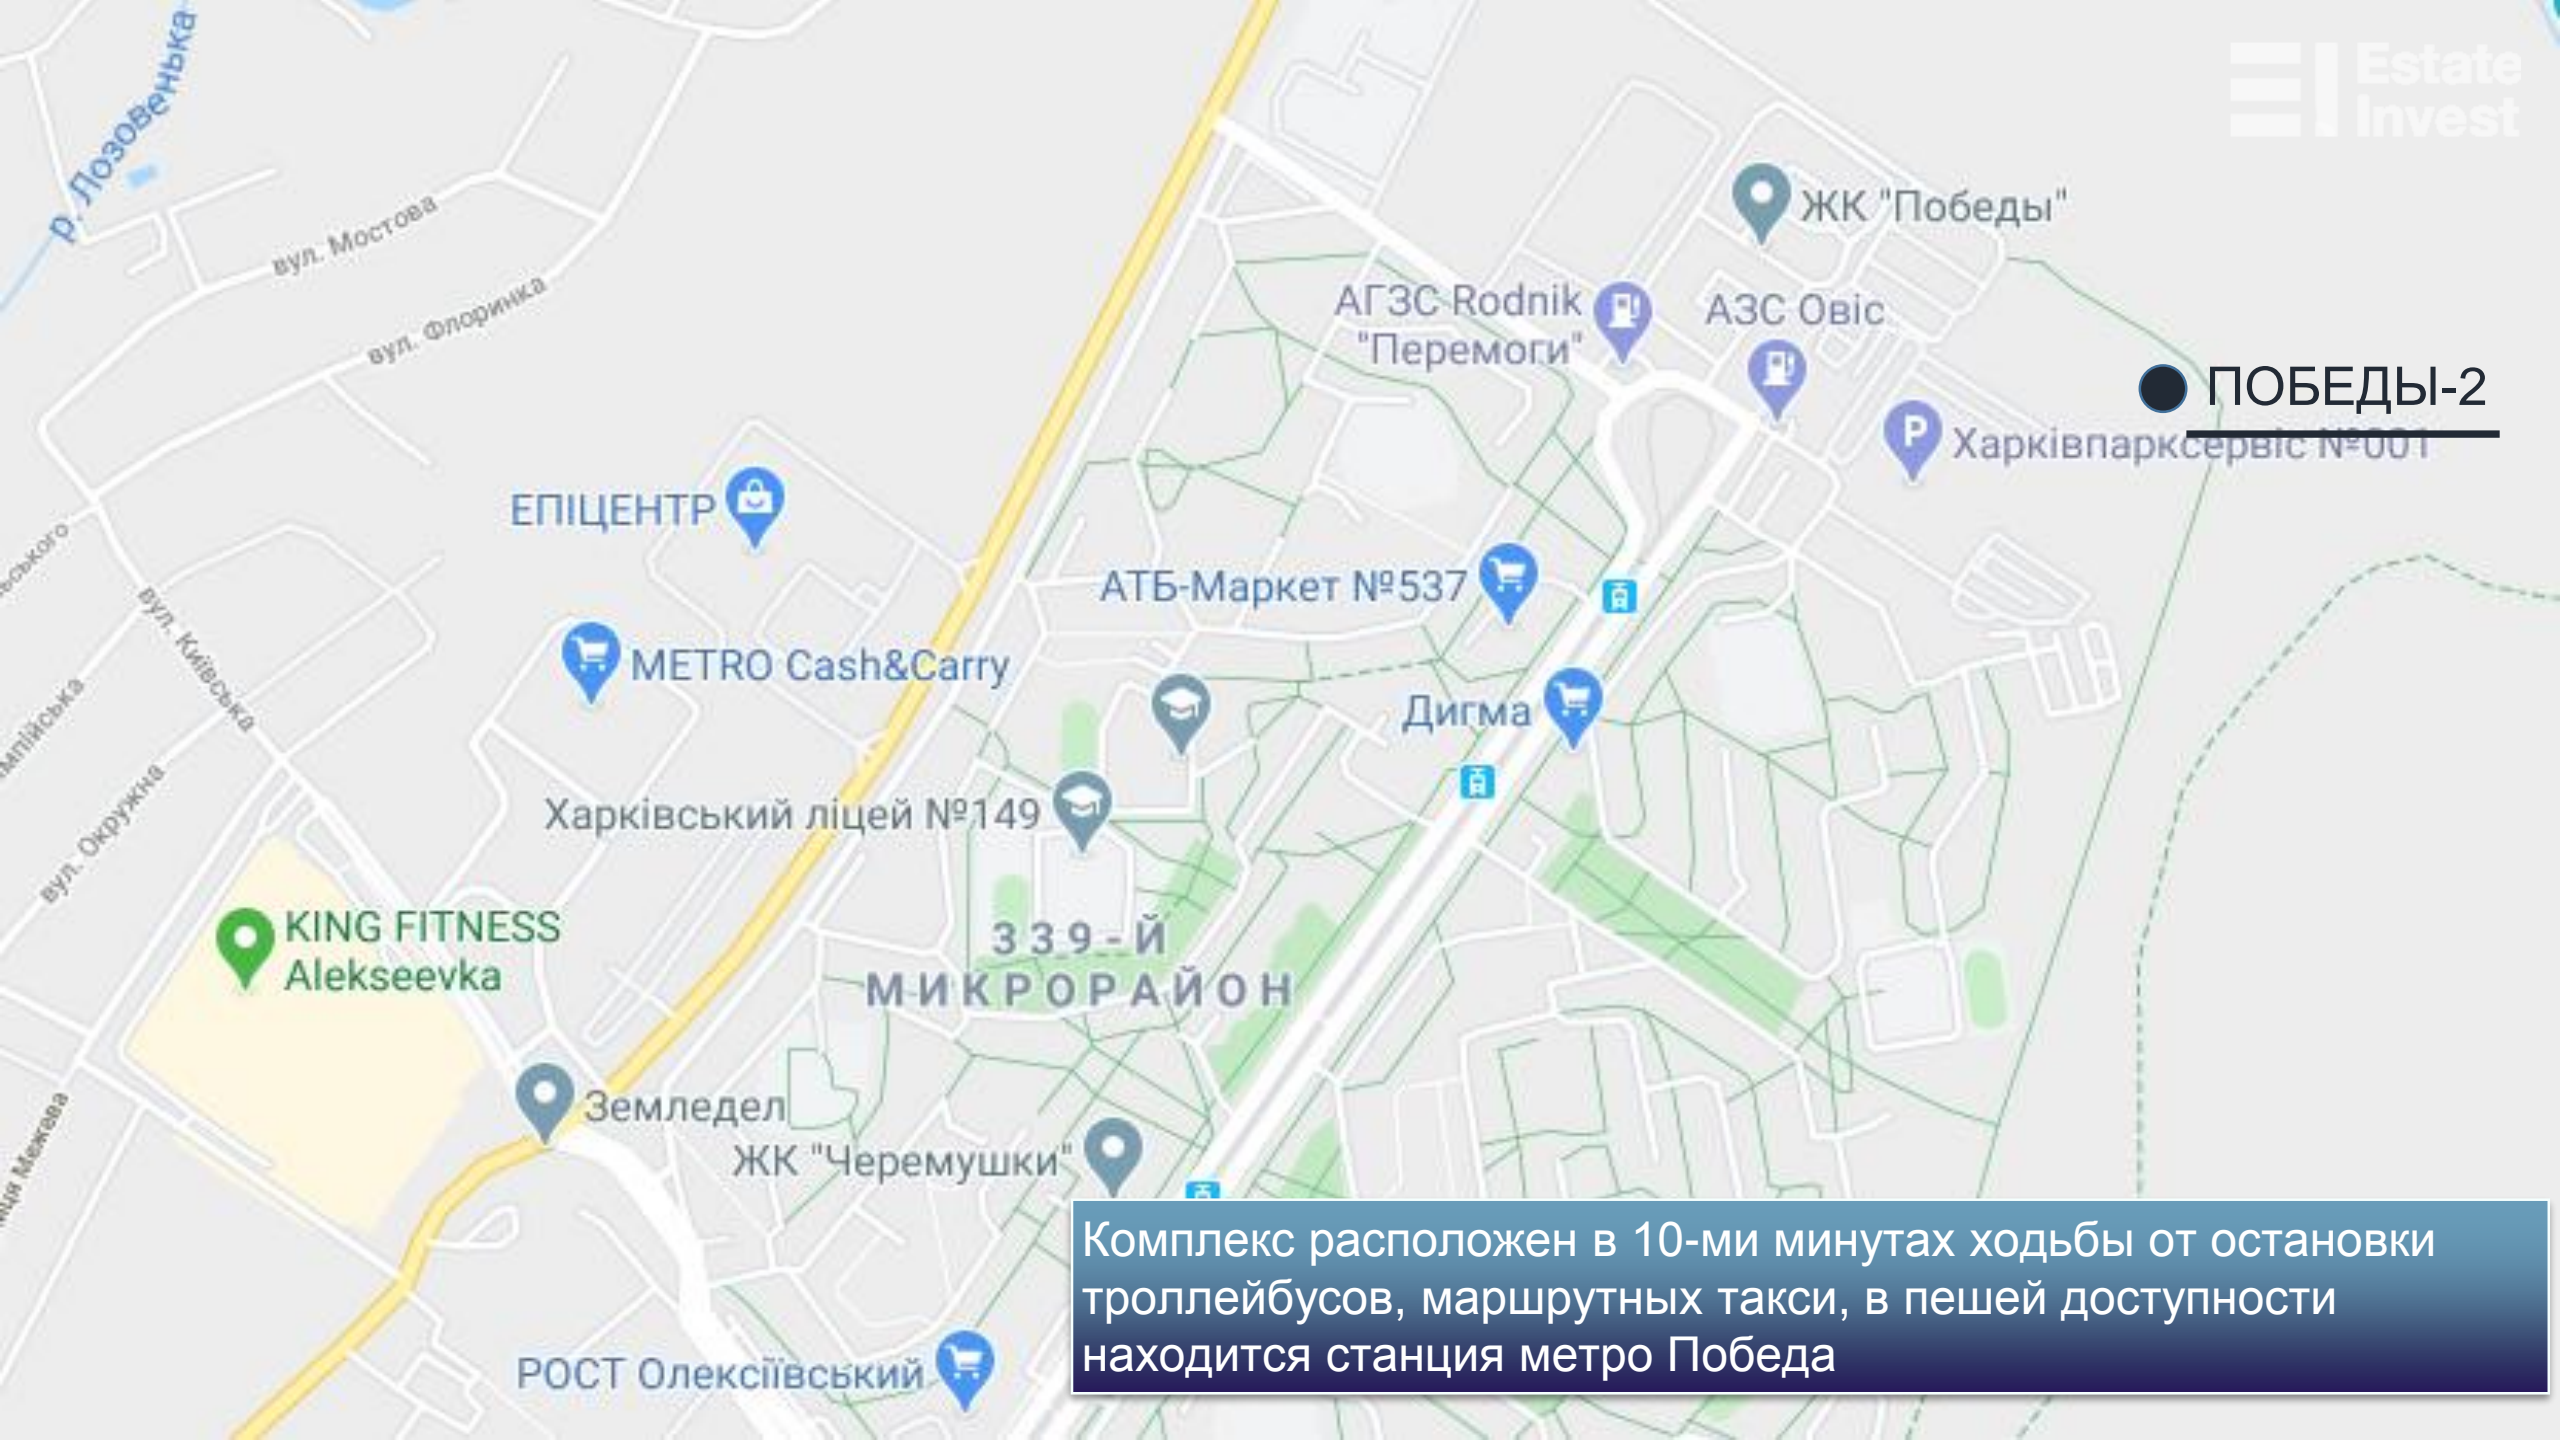 Estate
Invest
р. Лозовенька
вул. Мостова
вул. Флоринка
ЖК "Победы"
АГЗС Rodnik
"Перемоги"
АЗС Овіс
ПОБЕДЫ-2
Харківпарксервіс №001
ЕПІЦЕНТР
АТБ-Маркет №537
вул. Київська
METRO Cash&Carry
Дигма
вул. Окружна
Харківський ліцей №149
KING FITNESS
Alekseevka
339-Й
МИКРОРАЙОН
Земледел
ЖК "Черемушки"
Межева
РОСТ Олексіївський
Комплекс расположен в 10-ми минутах ходьбы от остановки
троллейбусов, маршрутных такси, в пешей доступности
находится станция метро Победа